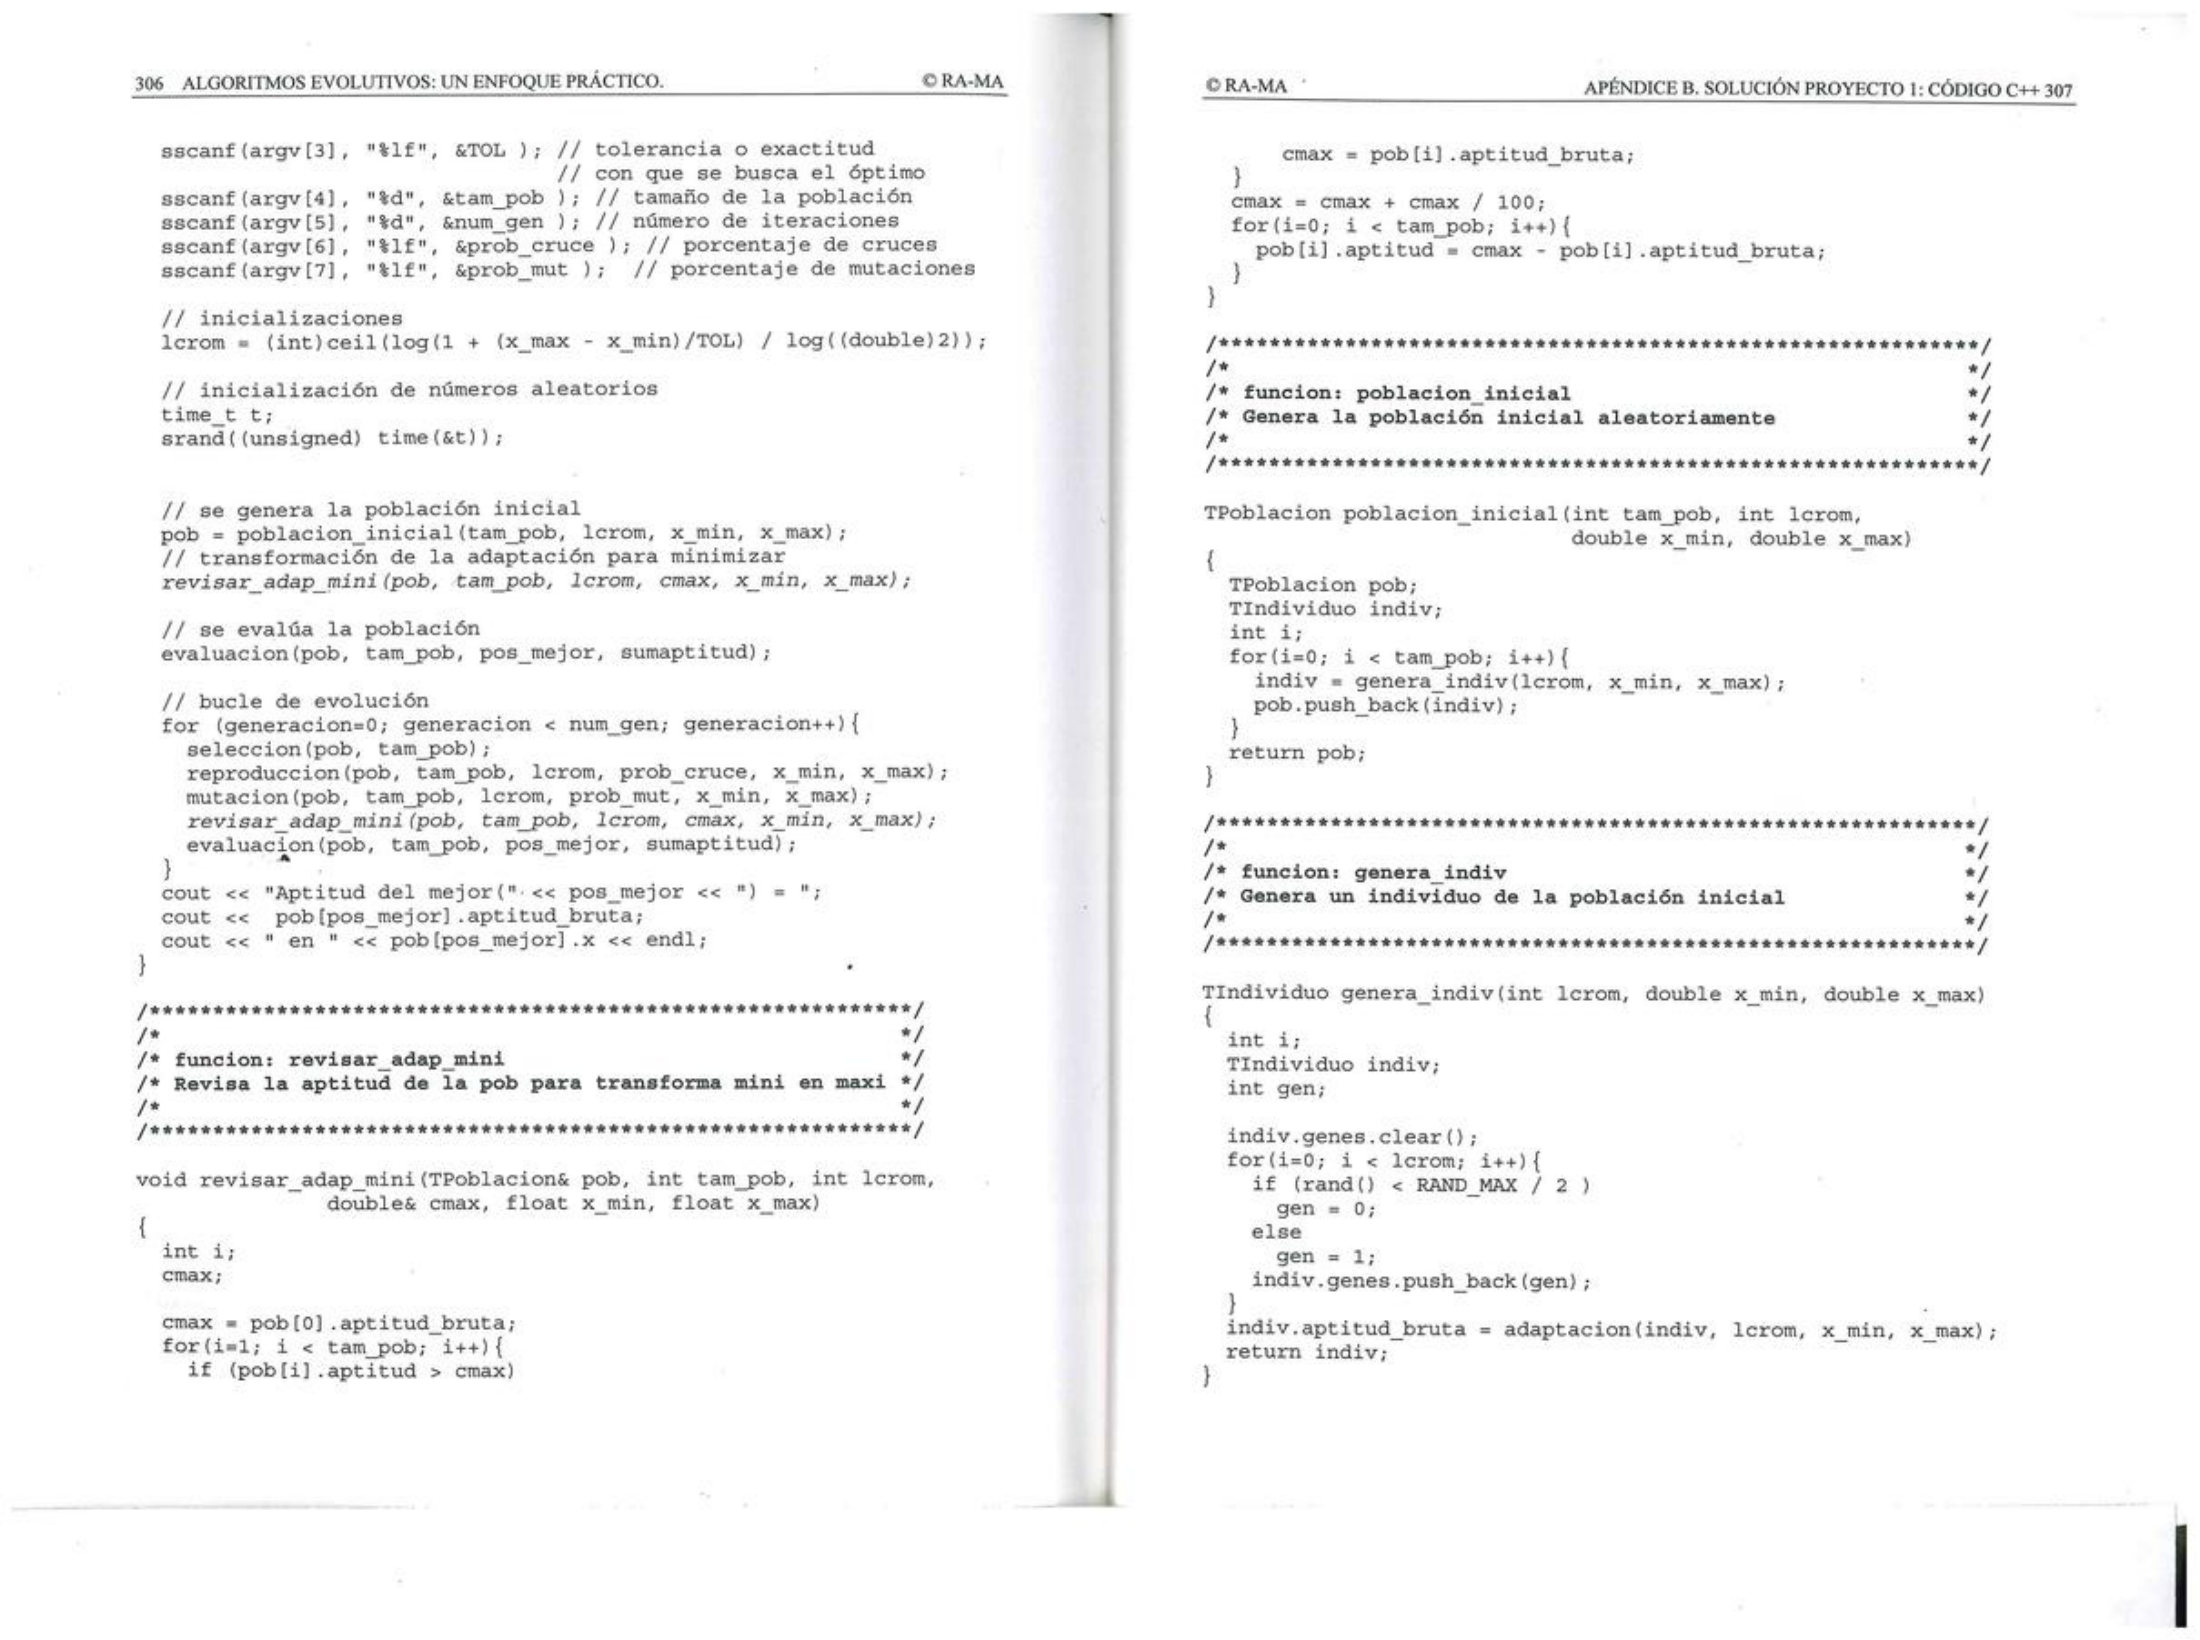 306 ALGORITMOS EVOLUTIVOS: UN ENFOQUE PRÁCTICO. © RA-MA
sscanf(argv[3], "%lf", &TOL ); // tolerancia o exactitud
// con que se busca el óptimo
sscanf(argv[4], "%d", &tam_pob ); // tamaño de la población
sscanf(argv[5], "%d", &num_gen ); // número de iteraciones
sscanf(argv[6], "%lf", &prob_cruce ); // porcentaje de cruces
sscanf(argv[7], "%lf", &prob_mut ); // porcentaje de mutaciones
// inicializaciones
lcrom = (int)ceil(log(1 + (x_max - x_min)/TOL) / log((double)2));
// inicialización de números aleatorios
time_t t;
srand((unsigned) time(&t));
// se genera la población inicial
pob = poblacion_inicial(tam_pob, lcrom, x_min, x_max);
// transformación de la adaptación para minimizar
revisar_adap_mini(pob, tam_pob, lcrom, cmax, x_min, x_max);
// se evalúa la población
evaluacion(pob, tam_pob, pos_mejor, sumaptitud);
// bucle de evolución
for (generacion=0; generacion < num_gen; generacion++){
seleccion(pob, tam_pob);
reproduccion(pob, tam_pob, lcrom, prob_cruce, x_min, x_max);
mutacion(pob, tam_pob, lcrom, prob_mut, x_min, x_max);
revisar_adap_mini(pob, tam_pob, lcrom, cmax, x_min, x_max);
evaluacion(pob, tam_pob, pos_mejor, sumaptitud);
}
cout << "Aptitud del mejor(" << pos_mejor << ") = ";
cout << pob[pos_mejor].aptitud_bruta;
cout << " en " << pob[pos_mejor].x << endl;
}
/************************************************************/
/* */
/* funcion: revisar_adap_mini */
/* Revisa la aptitud de la pob para transforma mini en maxi */
/* */
/************************************************************/
void revisar_adap_mini(TPoblacion& pob, int tam_pob, int lcrom,
double& cmax, float x_min, float x_max)
{
int i;
cmax;
cmax = pob[0].aptitud_bruta;
for(i=1; i < tam_pob; i++){
if (pob[i].aptitud > cmax)
© RA-MA APÉNDICE B. SOLUCIÓN PROYECTO 1: CÓDIGO C++ 307
cmax = pob[i].aptitud_bruta;
}
cmax = cmax + cmax / 100;
for(i=0; i < tam_pob; i++){
pob[i].aptitud = cmax - pob[i].aptitud_bruta;
}
}
/************************************************************/
/* */
/* funcion: poblacion_inicial */
/* Genera la población inicial aleatoriamente */
/* */
/************************************************************/
TPoblacion poblacion_inicial(int tam_pob, int lcrom,
double x_min, double x_max)
{
TPoblacion pob;
TIndividuo indiv;
int i;
for(i=0; i < tam_pob; i++){
indiv = genera_indiv(lcrom, x_min, x_max);
pob.push_back(indiv);
}
return pob;
}
/************************************************************/
/* */
/* funcion: genera_indiv */
/* Genera un individuo de la población inicial */
/* */
/************************************************************/
TIndividuo genera_indiv(int lcrom, double x_min, double x_max)
{
int i;
TIndividuo indiv;
int gen;
indiv.genes.clear();
for(i=0; i < lcrom; i++){
if (rand() < RAND_MAX / 2 )
gen = 0;
else
gen = 1;
indiv.genes.push_back(gen);
}
indiv.aptitud_bruta = adaptacion(indiv, lcrom, x_min, x_max);
return indiv;
}